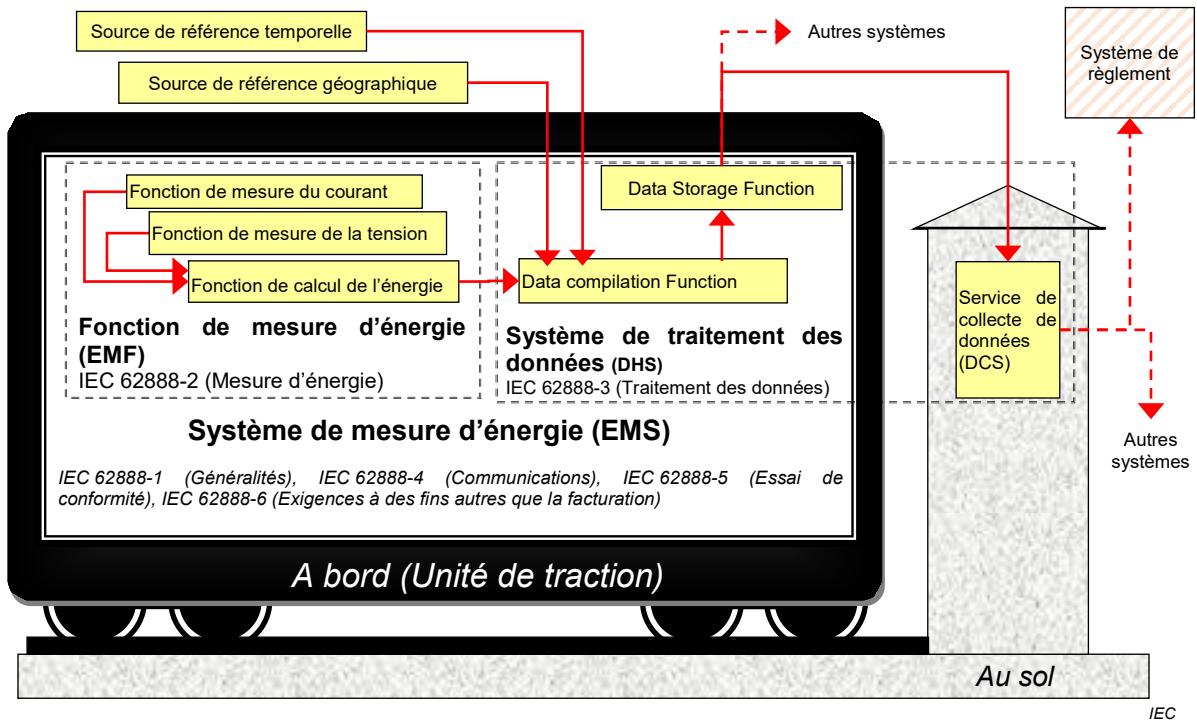 Source de référence temporelle
Autres systèmes
Système de
règlement
Source de référence géographique
Fonction de mesure du courant
Data Storage Function
Fonction de mesure de la tension
Fonction de calcul de l’énergie
Data compilation Function
Service de
collecte de
données
(DCS)
Fonction de mesure d’énergie
(EMF)
IEC 62888-2 (Mesure d’énergie)
Système de traitement des
données (DHS)
IEC 62888-3 (Traitement des données)
Système de mesure d’énergie (EMS)
Autres
systèmes
IEC 62888-1 (Généralités), IEC 62888-4 (Communications), IEC 62888-5 (Essai de
conformité), IEC 62888-6 (Exigences à des fins autres que la facturation)
A bord (Unité de traction)
Au sol
IEC